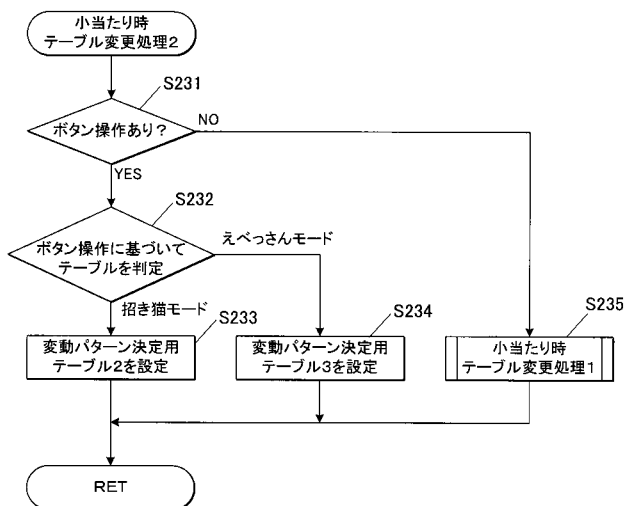 小当たり時
テーブル変更処理2
S231
ボタン操作あり?
NO
YES
S232
ボタン操作に基づいて
テーブルを判定
えべっさんモード
招き猫モード
S233
変動パターン決定用
テーブル2を設定
S234
変動パターン決定用
テーブル3を設定
S235
小当たり時
テーブル変更処理1
RET